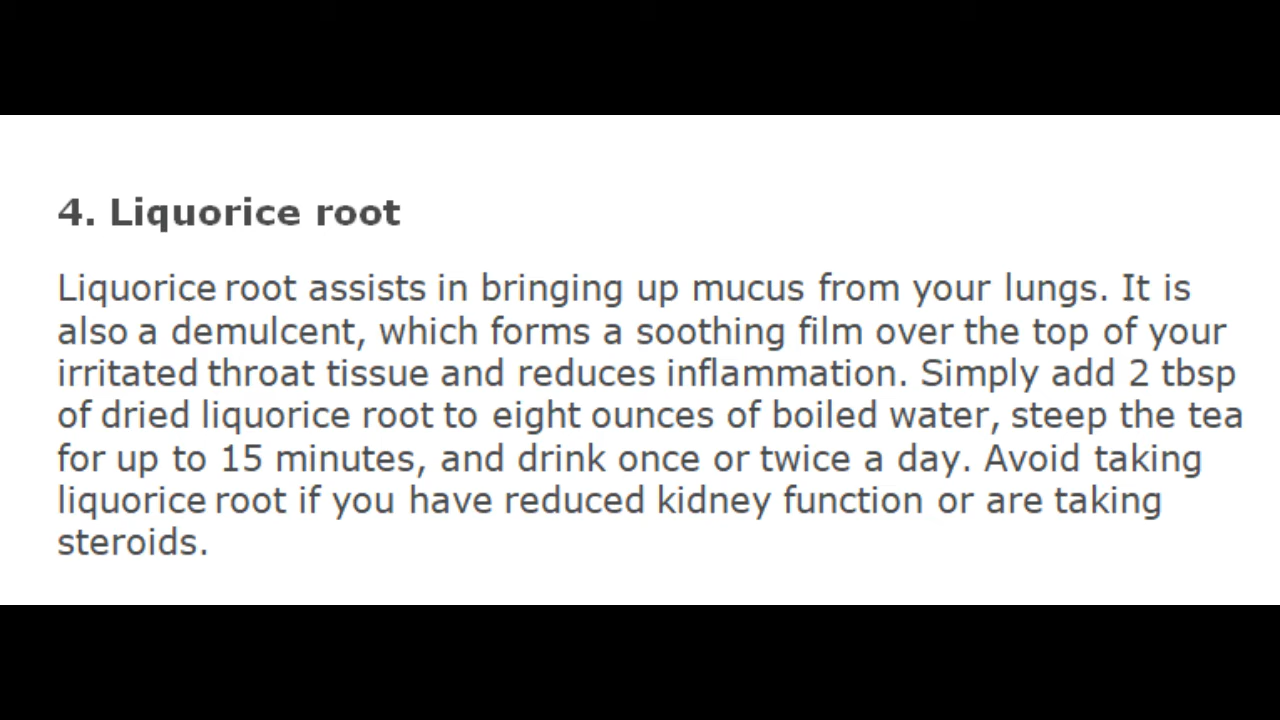 4. Liquorice root
Liquorice root assists in bringing up mucus from your lungs. It is
also a demulcent, which forms a soothing film over the top of your
irritated throat tissue and reduces inflammation. Simply add 2 tbsp
of dried liquorice root to eight ounces of boiled water, steep the tea
for up to 15 minutes, and drink once or twice a day. Avoid taking
liquorice root if you have reduced kidney function or are taking
steroids.